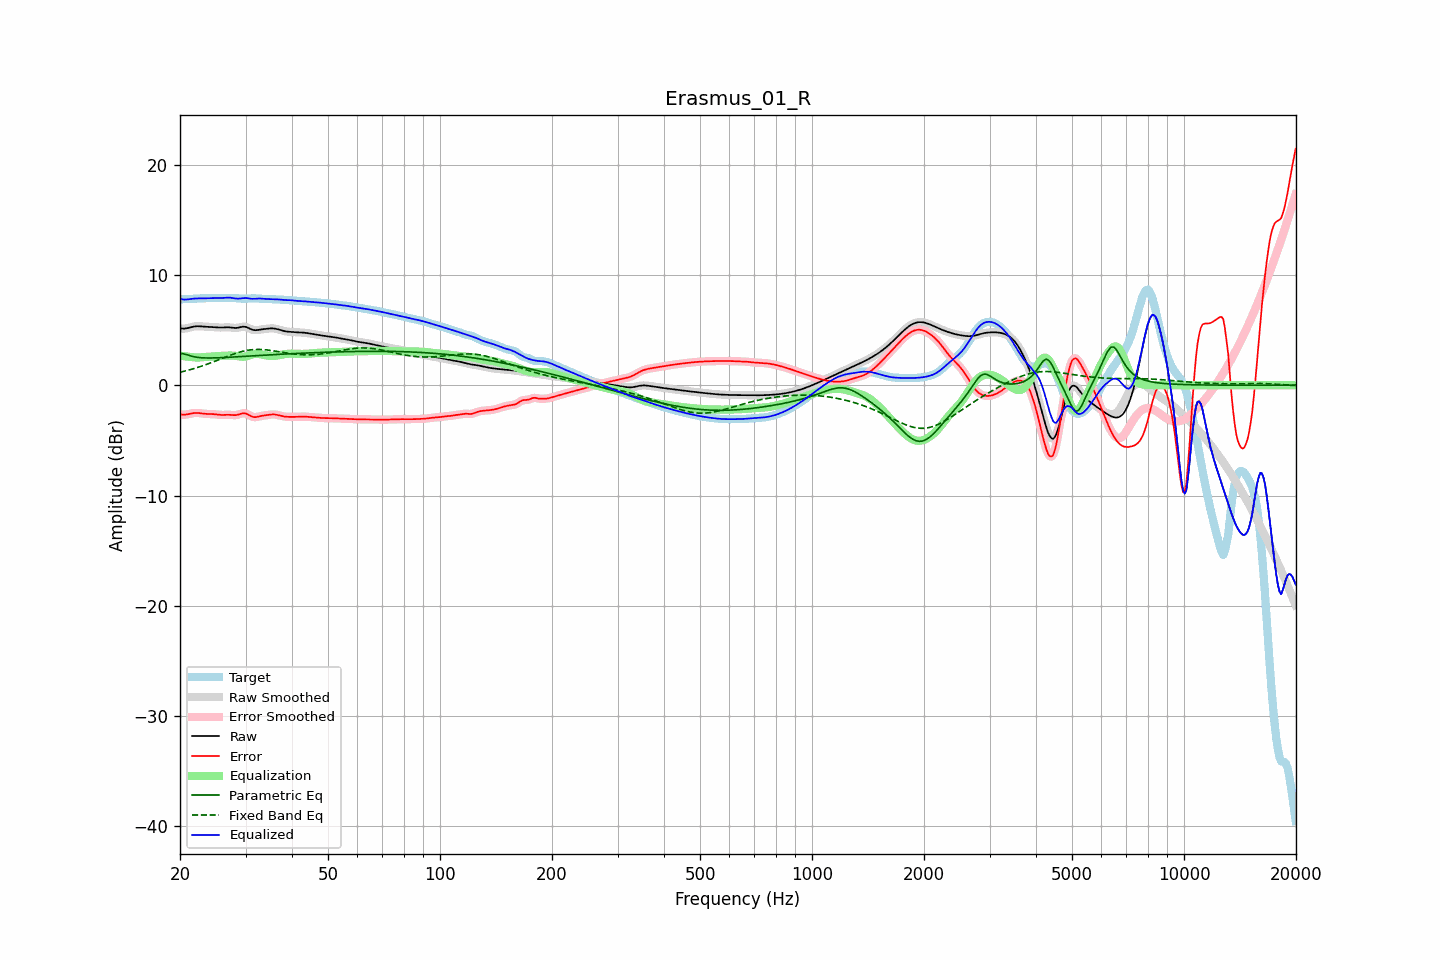 Erasmus_01_R
20
10
0
−10
−20
−30
−40
Amplitude (dBr)
Target
Raw Smoothed
Error Smoothed
Raw
Error
Equalization
Parametric Eq
Fixed Band Eq
Equalized
20 50 100 200 500 1000 2000 5000 10000 20000
Frequency (Hz)